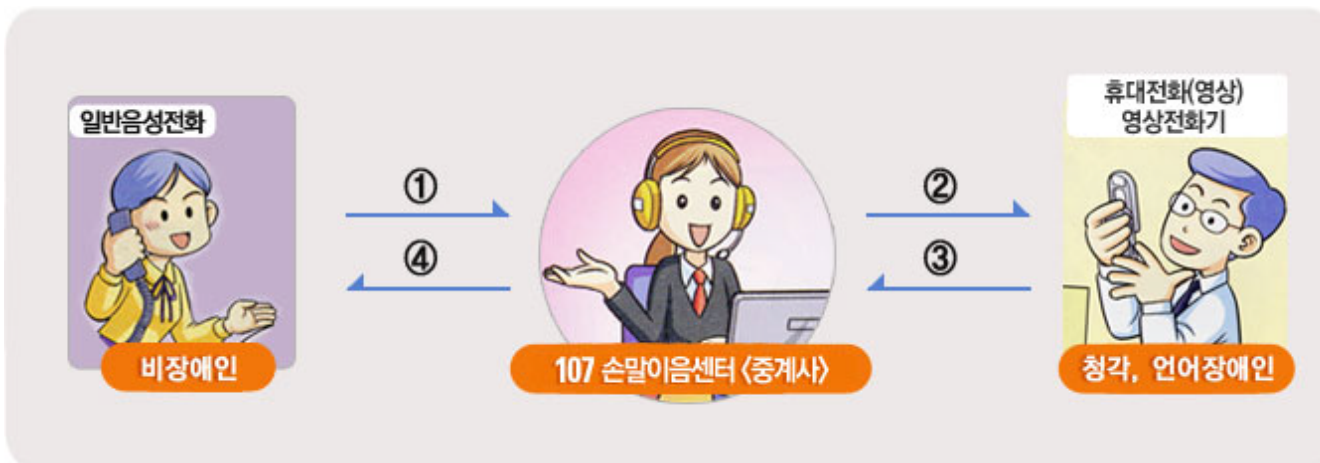 일반음성전화
휴대전화(영상)
영상전화기
①
②
④
③
비장애인
107 손말이음센터 〈중계사〉
청각, 언어장애인